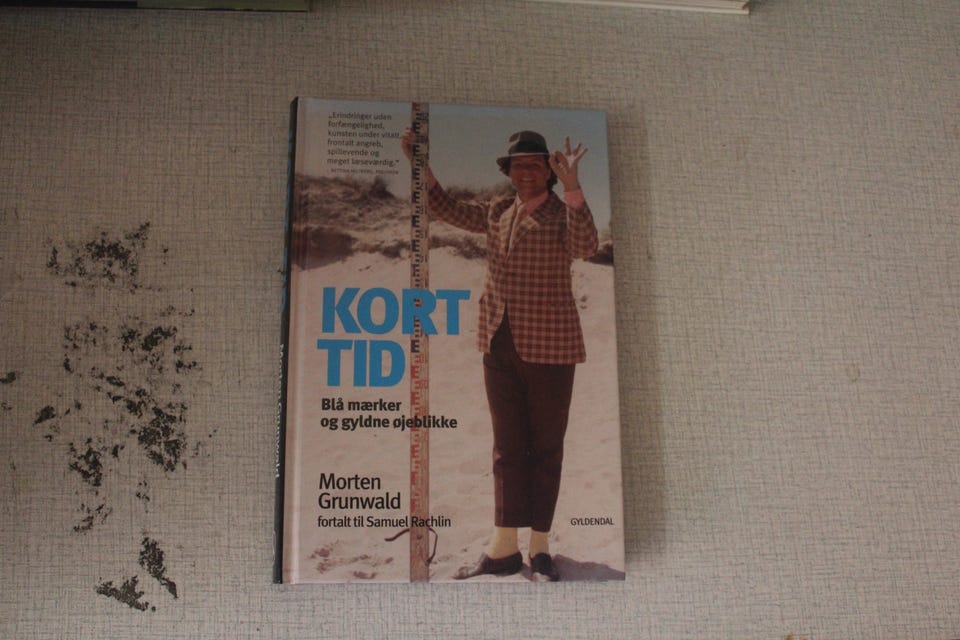 „Erindringer uden
forfængelighed,
kunsten under vitalt,
frontalt angreb,
spillevende og
meget læseværdig.“
KORT
TID
Blå mærker
og gyldne øjeblikke
Morten
Grunwald
fortalt til Samuel Rachlin
GYLDENDAL